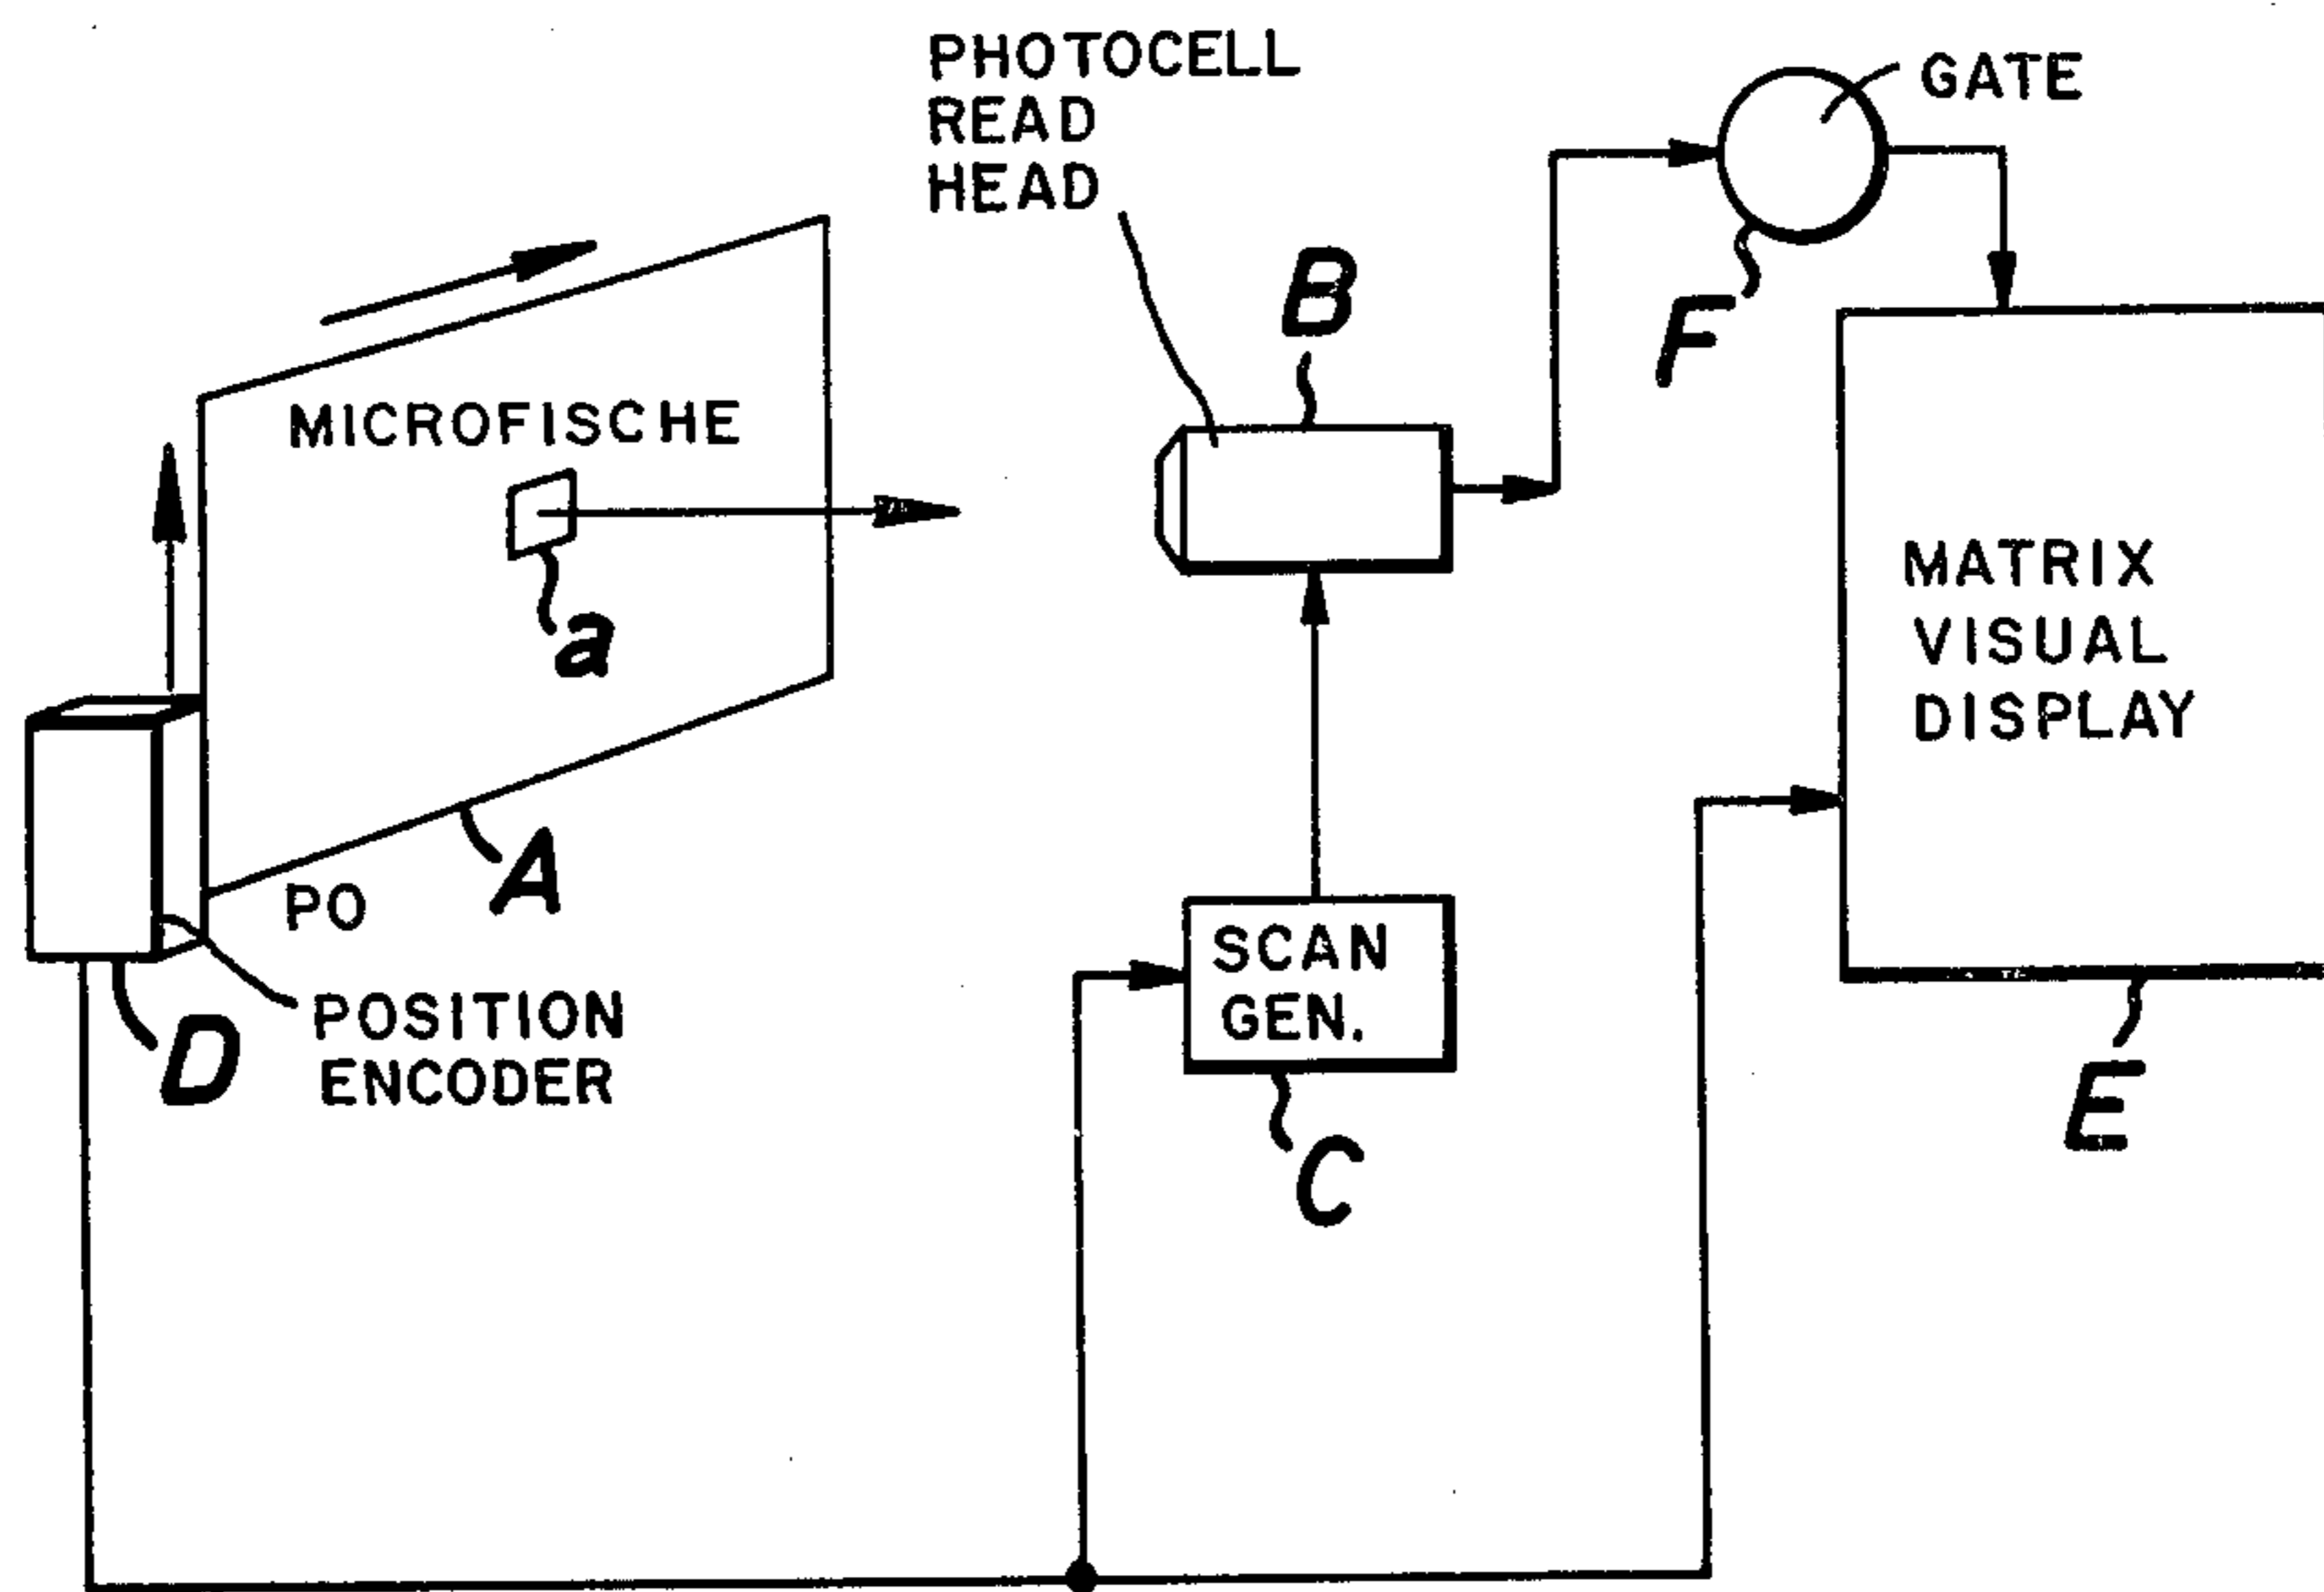 PHOTOCELL
READ
HEAD
GATE
B
F
MICROFISCHE
a
MATRIX
VISUAL
DISPLAY
A
PO
SCAN
GEN.
POSITION
ENCODER
D
C
E